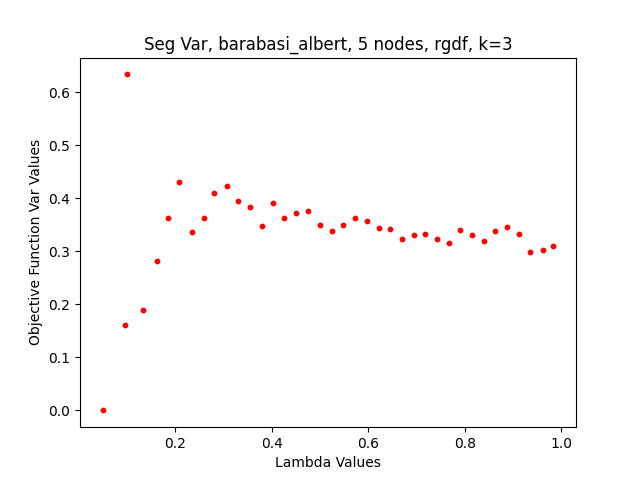 Seg Var, barabasi_albert, 5 nodes, rgdf, k=3
Objective Function Var Values
0.6
0.5
0.4
0.3
0.2
0.1
0.0
0.2 0.4 0.6 0.8 1.0
Lambda Values